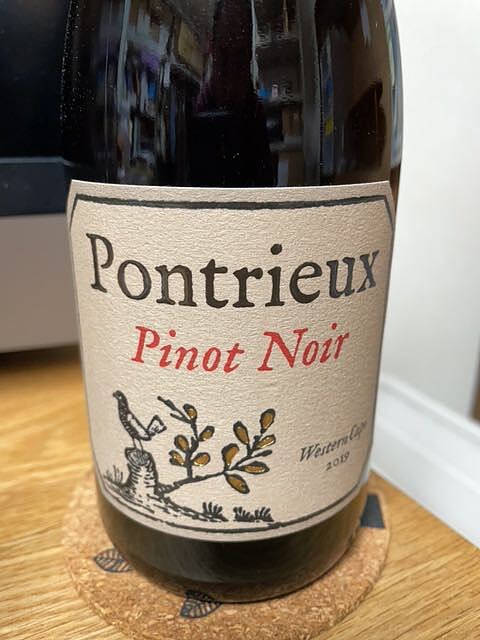 Pontrieux
Pinot Noir
Western Cape
2019